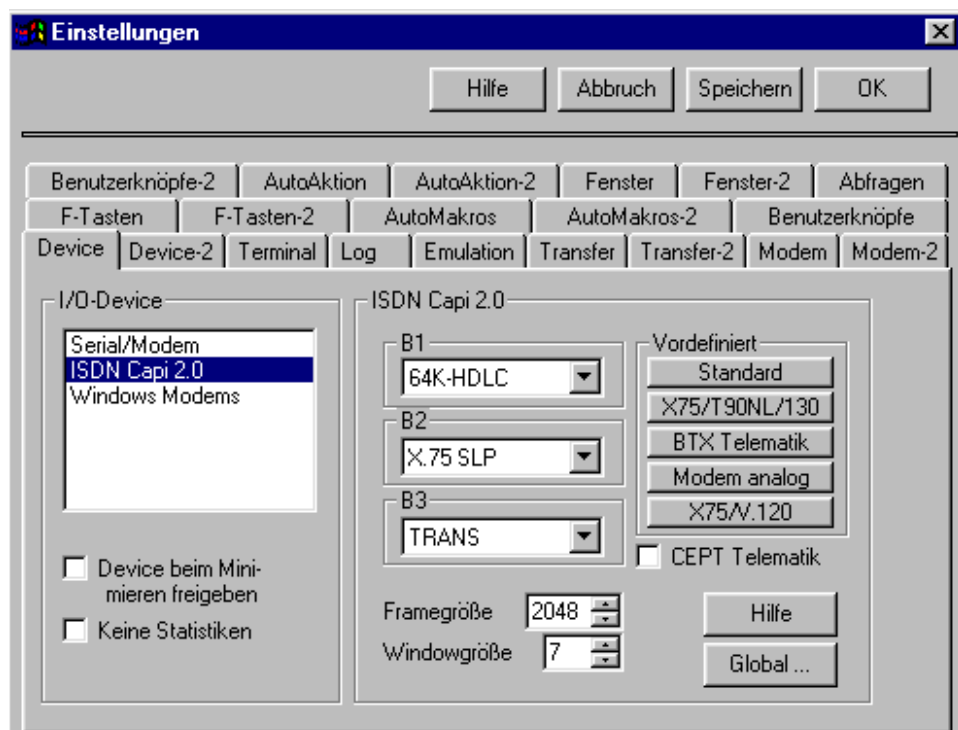 Einstellungen
Hilfe Abbruch Speichern OK
Benutzerknöpfe-2 AutoAktion AutoAktion-2 Fenster Fenster-2 Abfragen
F-Tasten F-Tasten-2 AutoMakros AutoMakros-2 Benutzerknöpfe
Device Device-2 Terminal Log Emulation Transfer Transfer-2 Modem Modem-2
I/O-Device
Serial/Modem
ISDN Capi 2.0
Windows Modems
Device beim Mini-
mieren freigeben
Keine Statistiken
ISDN Capi 2.0
B1
64K-HDLC
B2
X.75 SLP
B3
TRANS
Vordefiniert
Standard
X75/T90NL/130
BTX Telematik
Modem analog
X75/V.120
CEPT Telematik
Framegröße 2048
Windowgröße 7
Hilfe
Global ...